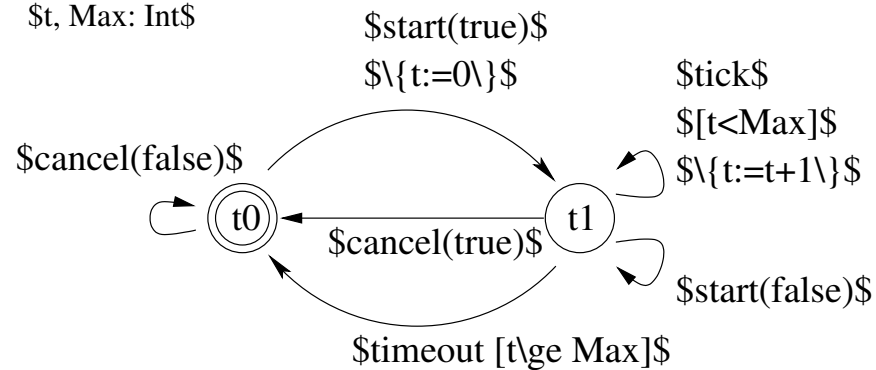 $t, Max: Int$
$start(true)$
$\{t:=0\}$
$tick$
$[t<Max]$
$\{t:=t+1\}$
$cancel(false)$
t0
t1
$cancel(true)$
$start(false)$
$timeout [t\ge Max]$